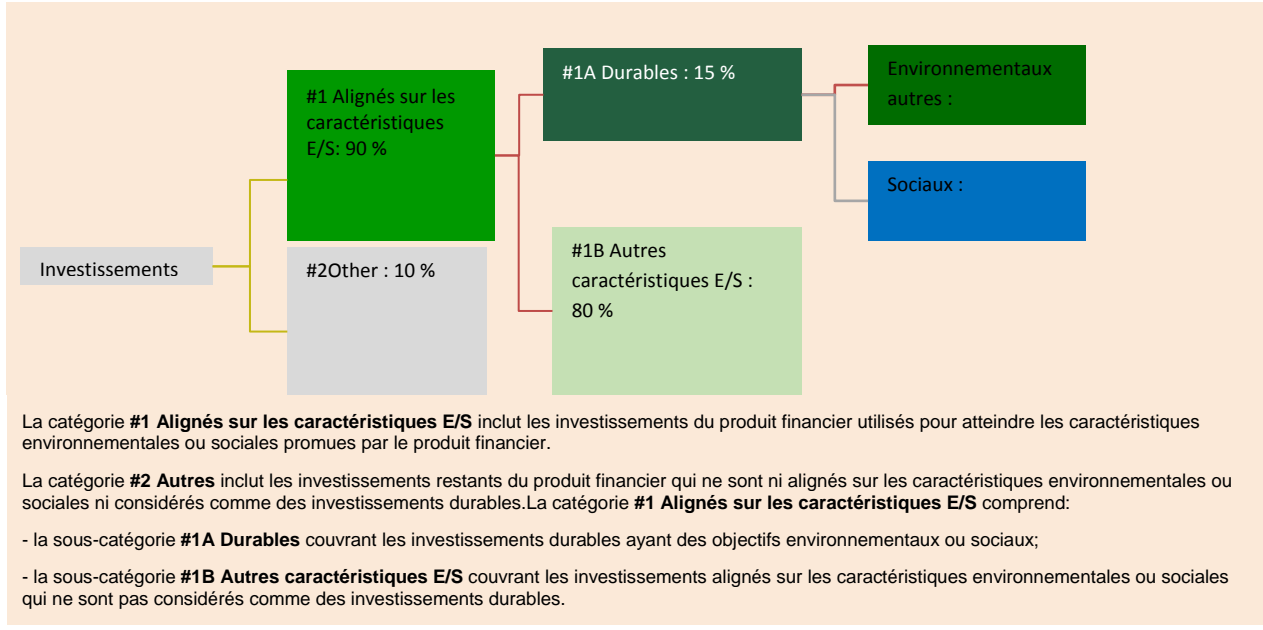 Investissements
#1 Alignés sur les
caractéristiques
E/S: 90 %
#2Other : 10 %
#1A Durables : 15 %
#1B Autres
caractéristiques E/S :
80 %
Environnementaux
autres :
Sociaux :
La catégorie #1 Alignés sur les caractéristiques E/S inclut les investissements du produit financier utilisés pour atteindre les caractéristiques
environnementales ou sociales promues par le produit financier.
La catégorie #2 Autres inclut les investissements restants du produit financier qui ne sont ni alignés sur les caractéristiques environnementales ou
sociales ni considérés comme des investissements durables.La catégorie #1 Alignés sur les caractéristiques E/S comprend:
- la sous-catégorie #1A Durables couvrant les investissements durables ayant des objectifs environnementaux ou sociaux;
- la sous-catégorie #1B Autres caractéristiques E/S couvrant les investissements alignés sur les caractéristiques environnementales ou sociales
qui ne sont pas considérés comme des investissements durables.